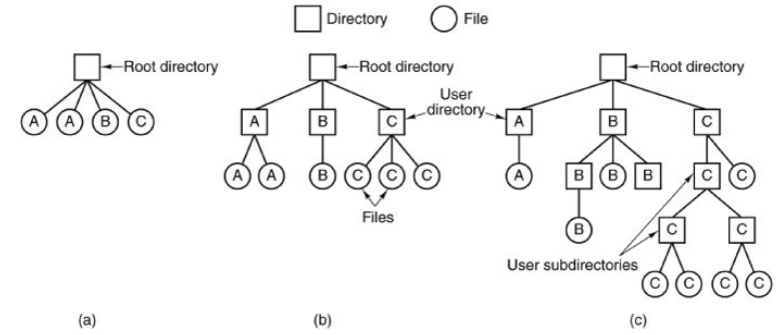 Directory File
Root directory Root directory Root directory
A A B C
User
directory
A B C A B C
A A B C C C A B B B C C
Files
B C C
User subdirectories
C C C C
(a) (b) (c)